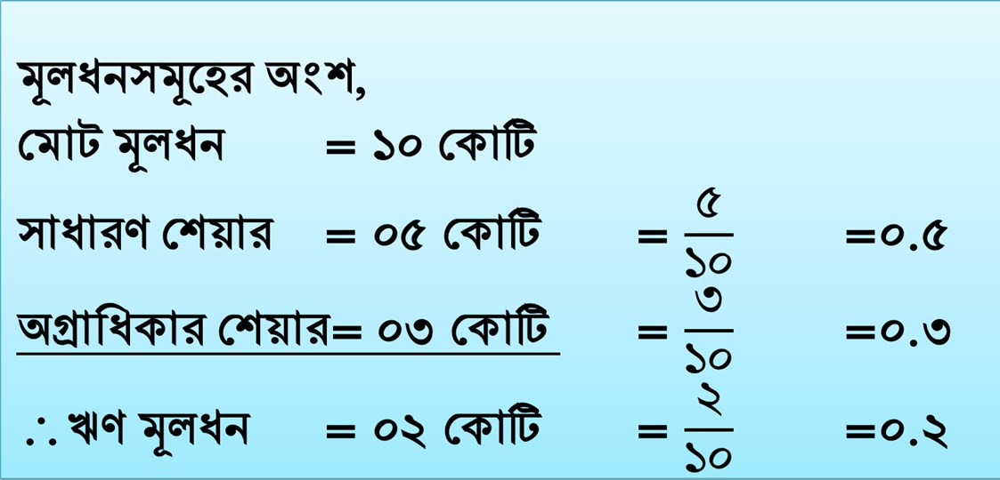 মূলধনসমূহের অংশ,
মোট মূলধন = ১০ কোটি
সাধারণ শেয়ার = ০৫ কোটি = ৫/১০ =০.৫
অগ্রাধিকার শেয়ার= ০৩ কোটি = ৩/১০ =০.৩
∴ ঋণ মূলধন = ০২ কোটি = ২/১০ =০.২